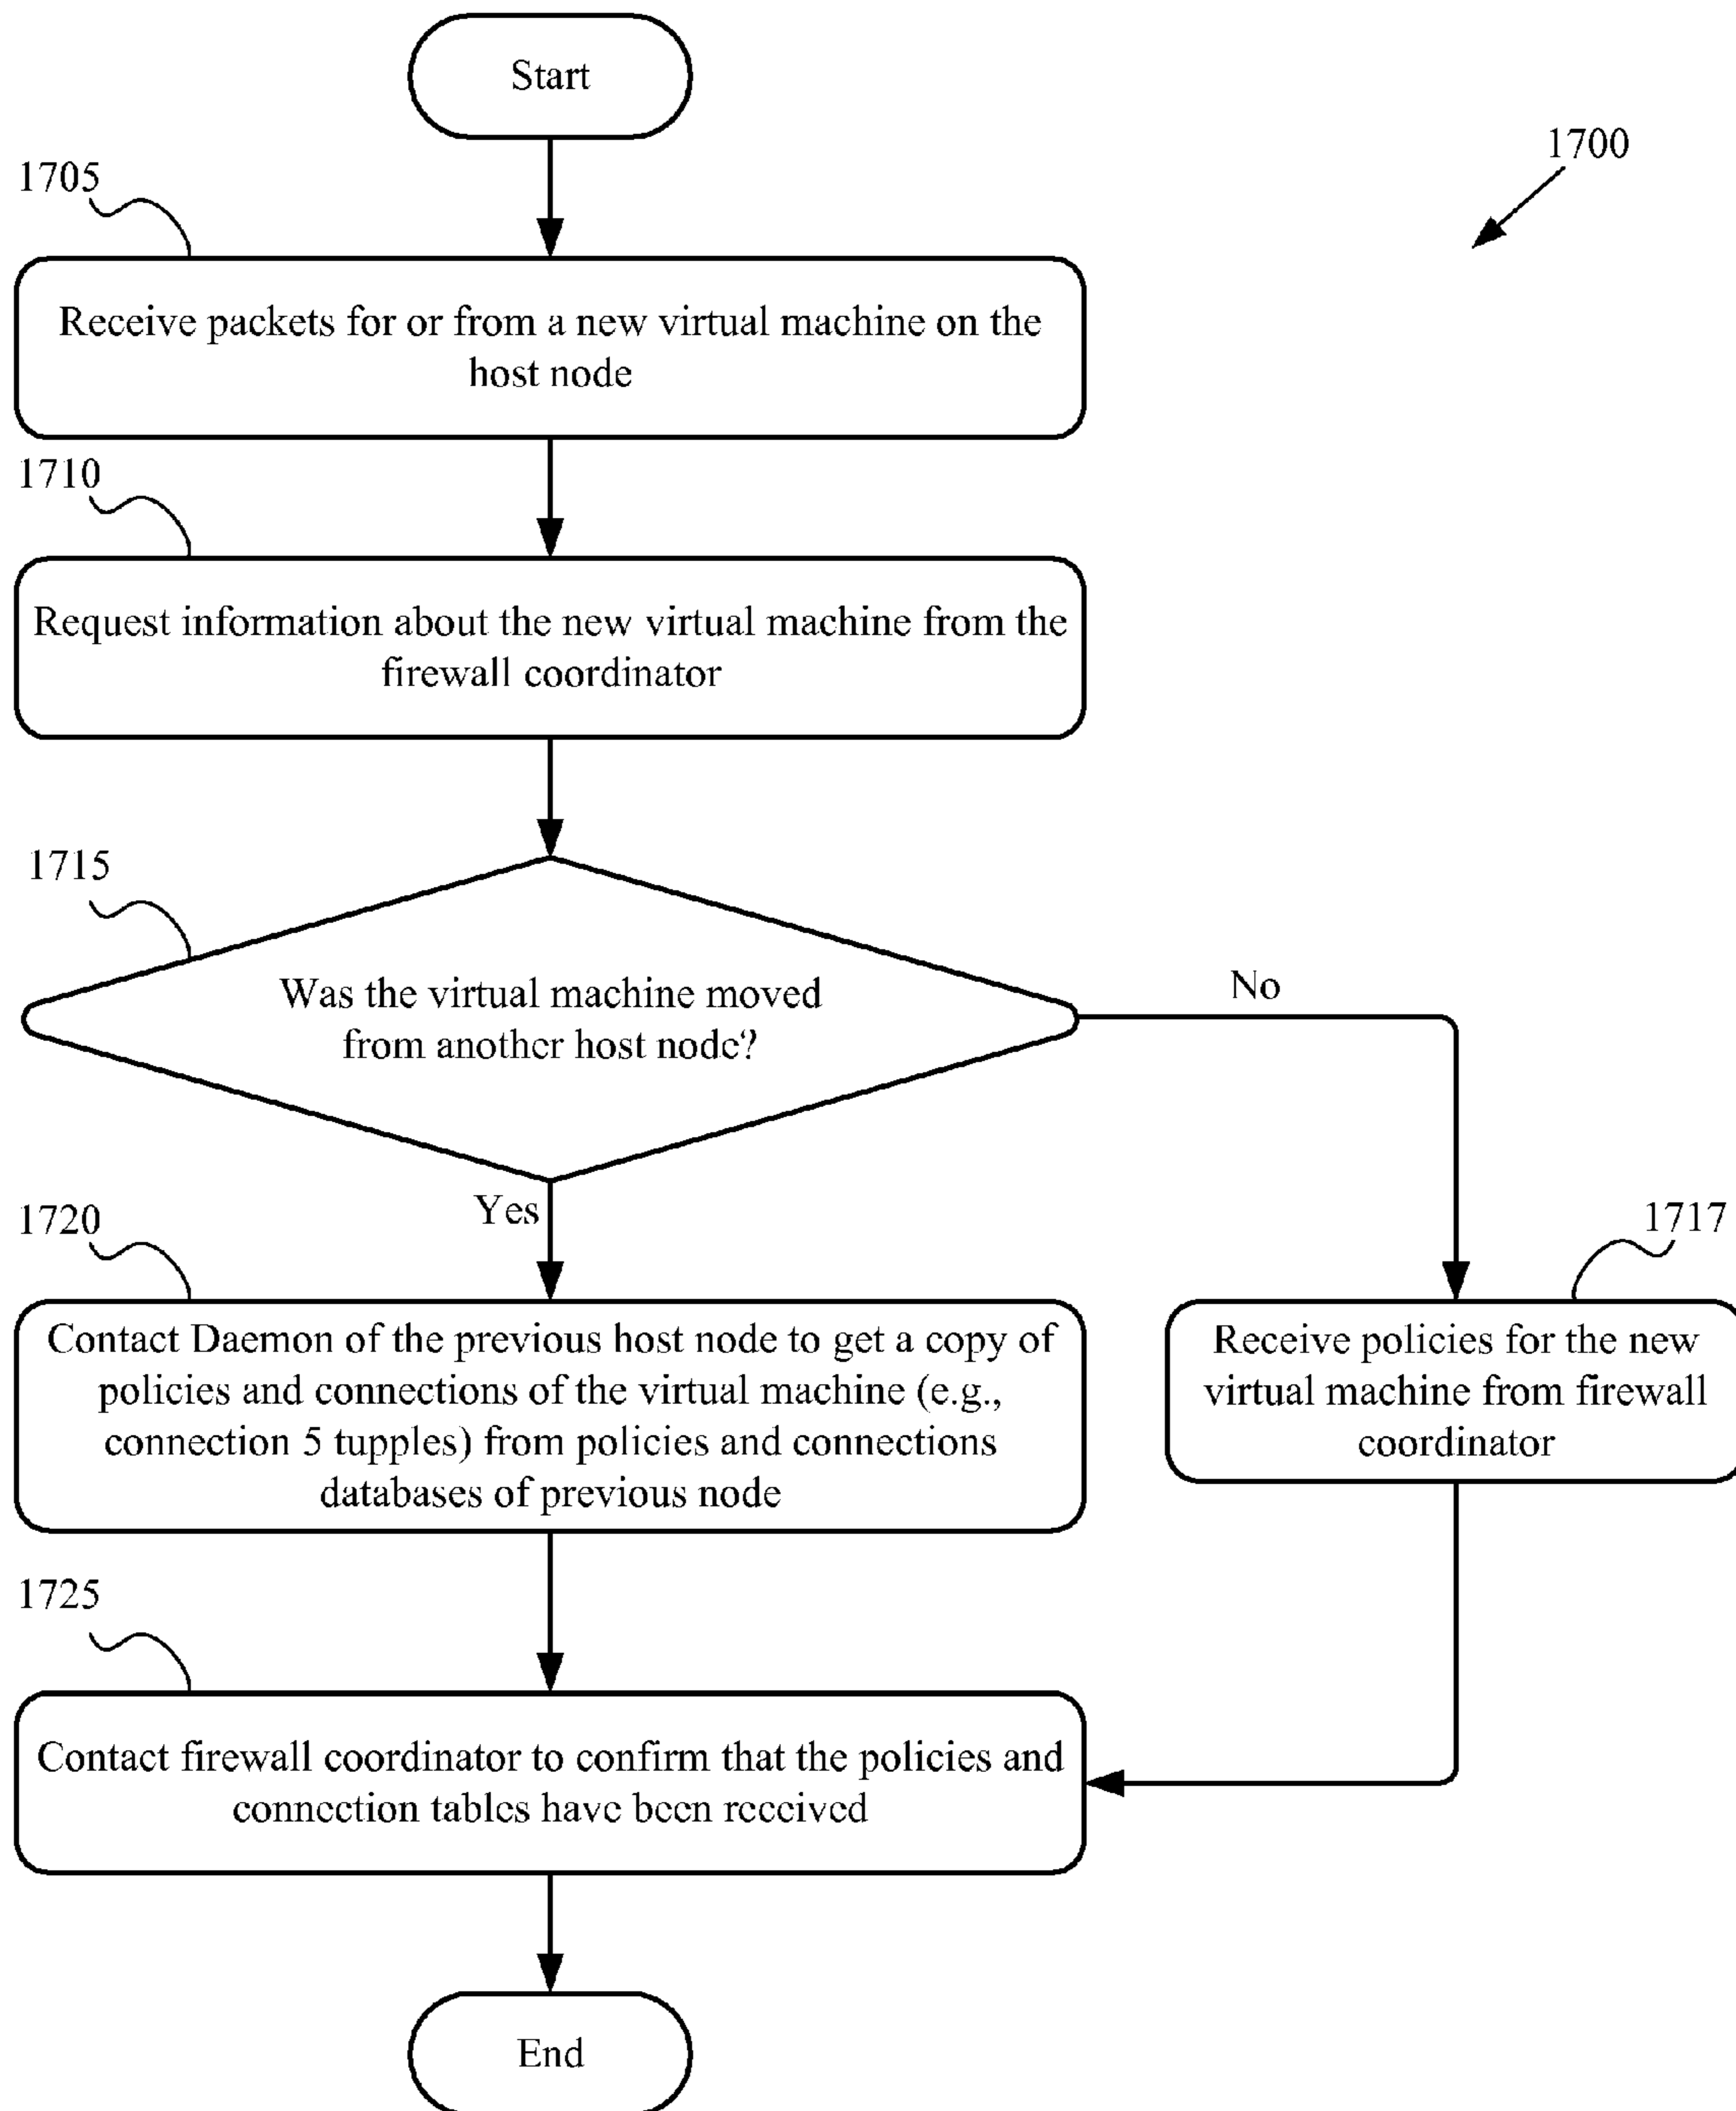 Start
1700
1705
Receive packets for or from a new virtual machine on the
host node
1710
Request information about the new virtual machine from the
firewall coordinator
1715
Was the virtual machine moved
from another host node?
No
Yes
1720
Contact Daemon of the previous host node to get a copy of
policies and connections of the virtual machine (e.g.,
connection 5 tupples) from policies and connections
databases of previous node
1717
Receive policies for the new
virtual machine from firewall
coordinator
1725
Contact firewall coordinator to confirm that the policies and
connection tables have been received
End